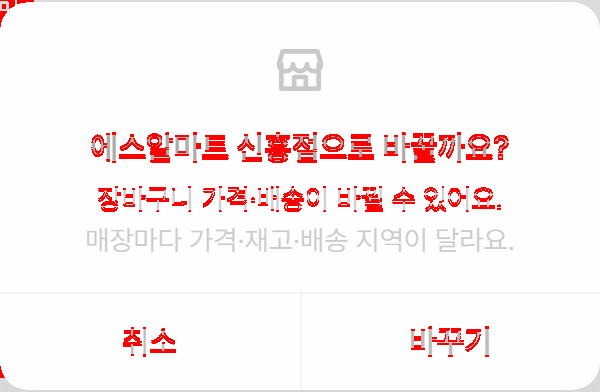 에스알마트 신흥점으로 바꿀까요?
장바구니 가격·배송이 바뀔 수 있어요.
매장마다 가격·재고·배송 지역이 달라요.
취소
바꾸기